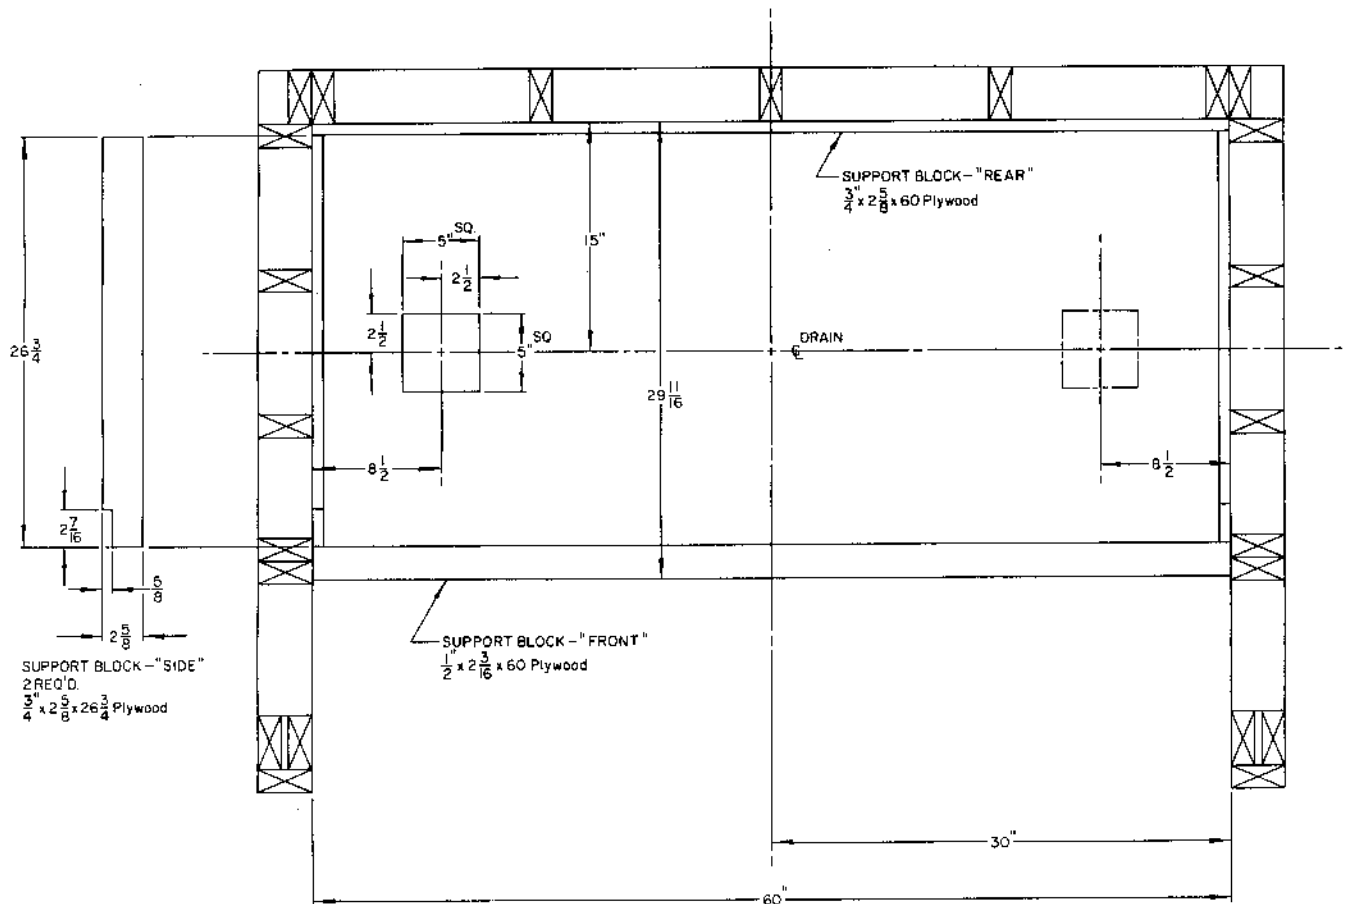 SUPPORT BLOCK-"REAR"
3/4" x 2 5/8 x 60 Plywood
SQ.
5"
15"
2 1/2
2 1/2
SQ
5"
DRAIN
℄
26 3/4
29 11/16
8 1/2
8 1/2
2 7/16
5/8
2 5/8
SUPPORT BLOCK-"FRONT"
1/2" x 2 3/16 x 60 Plywood
SUPPORT BLOCK-"SIDE"
2 REQ'D.
3/4" x 2 5/8 x 26 3/4 Plywood
30"
60"